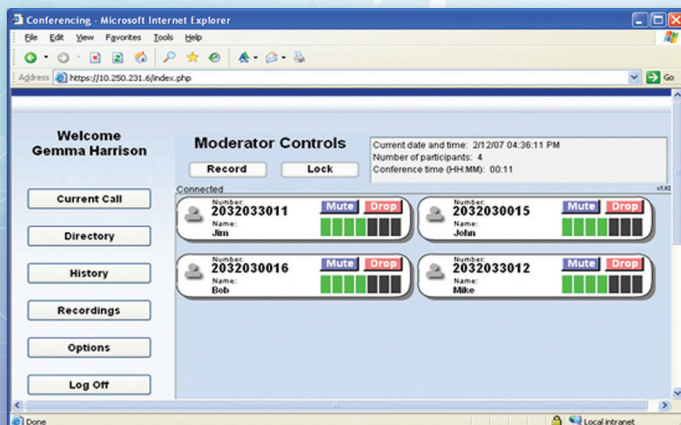 Conferencing - Microsoft Internet Explorer
File Edit View Favorites Tools Help
Address https://10.250.231.6/index.php Go
Welcome
Gemma Harrison
Current Call
Directory
History
Recordings
Options
Log Off
Moderator Controls
Record Lock
Current date and time: 2/12/07 04:36:11 PM
Number of participants: 4
Conference time (HH:MM): 00:11
Connected
Number:
2032033011
Name:
Jim
Mute Drop
Number:
2032030015
Name:
John
Mute Drop
Number:
2032030016
Name:
Bob
Mute Drop
Number:
2032033012
Name:
Mike
Mute Drop
Done
Local intranet